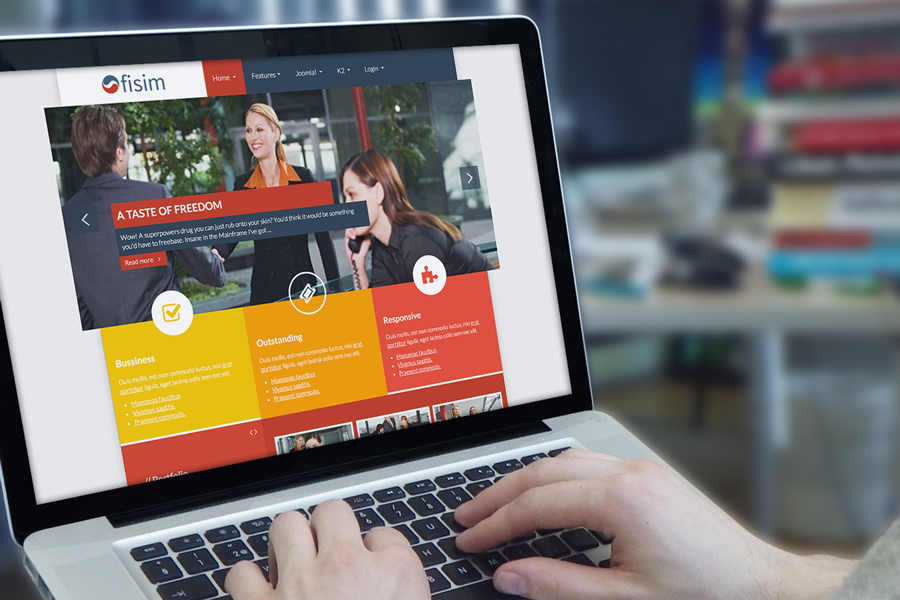 Ofisim
Home
Features
Joomla!
K2
Login
A TASTE OF FREEDOM
Wow! A superpowers drug you can just rub onto your skin? You'd think it would be something
you'd have to freebase. Insane in the Mainframe I've got ...
Read more >
Bussiness
Duis mollis, est non commodo luctus, nisi erat
porttitor ligula, eget lacinia odio sem nec elit.
• Maecenas faucibus
• Vivamus sagittis,
• Praesent commodo.
Outstanding
Duis mollis, est non commodo luctus, nisi erat
porttitor ligula, eget lacinia odio sem nec elit.
• Maecenas faucibus
• Vivamus sagittis,
• Praesent commodo.
Responsive
Duis mollis, est non commodo luctus, nisi erat
porttitor ligula, eget lacinia odio sem nec elit.
• Maecenas faucibus
• Vivamus sagittis,
• Praesent commodo.
// Portfolio